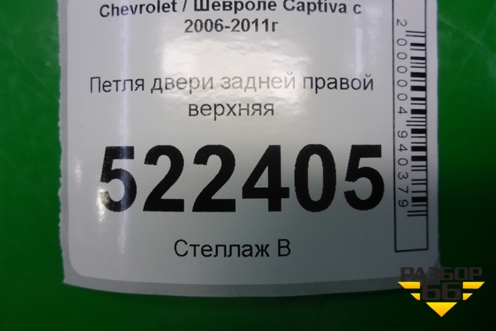 Chevrolet / Шевроле Captiva с
2006-2011г
Петля двери задней правой
верхняя
522405
Стеллаж В
2000004940379
РАЗБОР
66